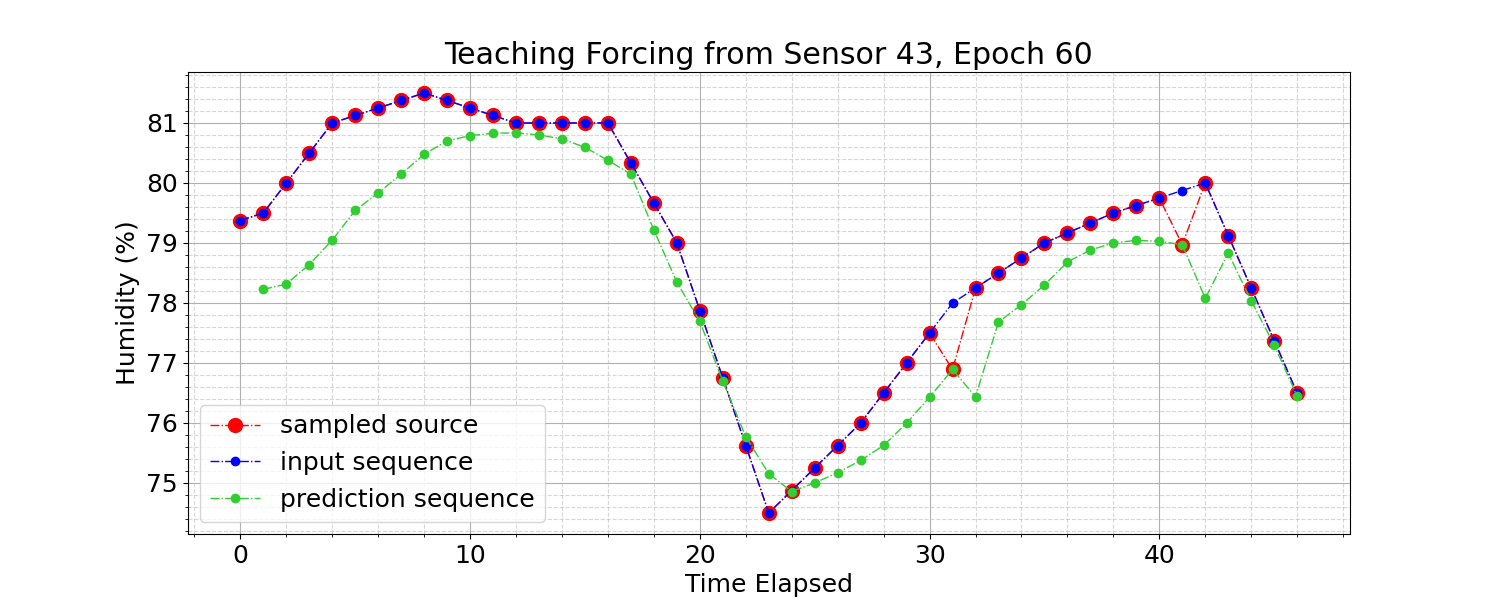 Teaching Forcing from Sensor 43, Epoch 60
81
80
79
78
77
76
75
Humidity (%)
sampled source
input sequence
prediction sequence
0 10 20 30 40
Time Elapsed